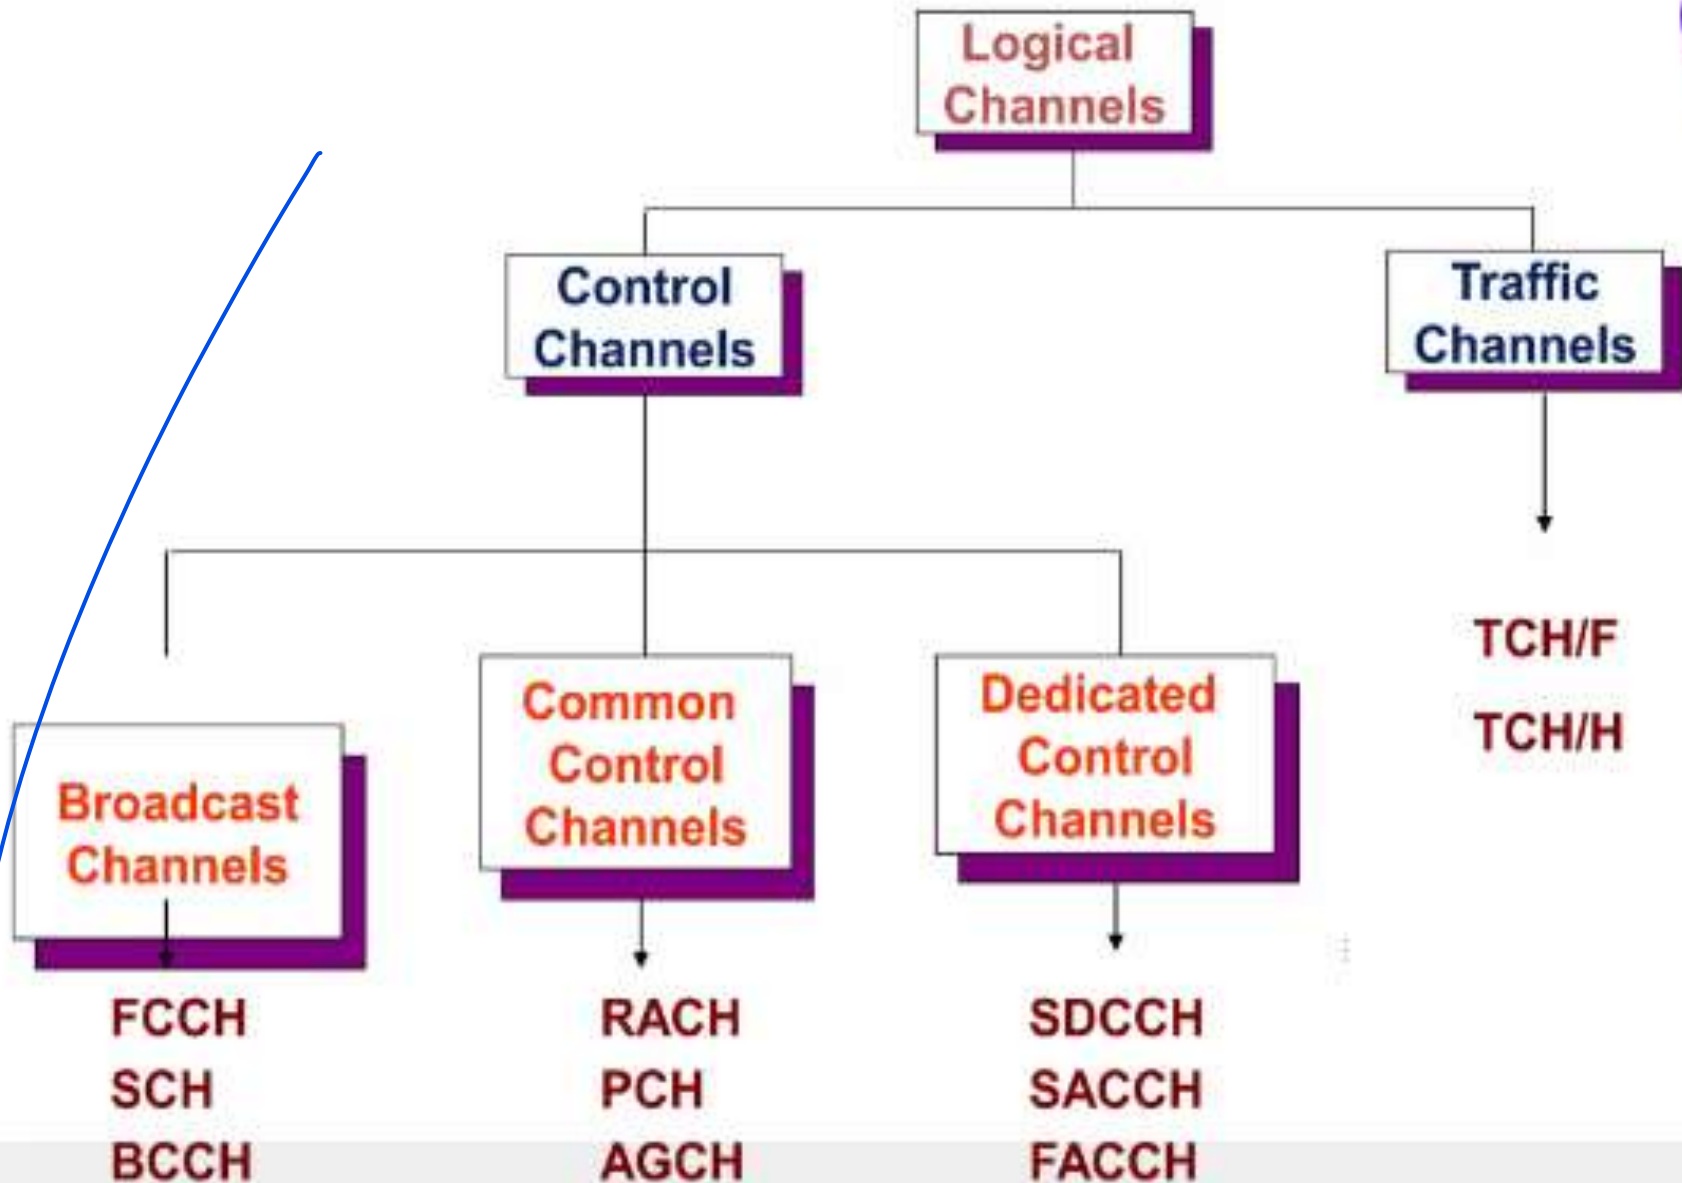 Logical
Channels
Control
Channels
Traffic
Channels
Broadcast
Channels
Common
Control
Channels
Dedicated
Control
Channels
TCH/F
TCH/H
FCCH
SCH
BCCH
RACH
PCH
AGCH
SDCCH
SACCH
FACCH